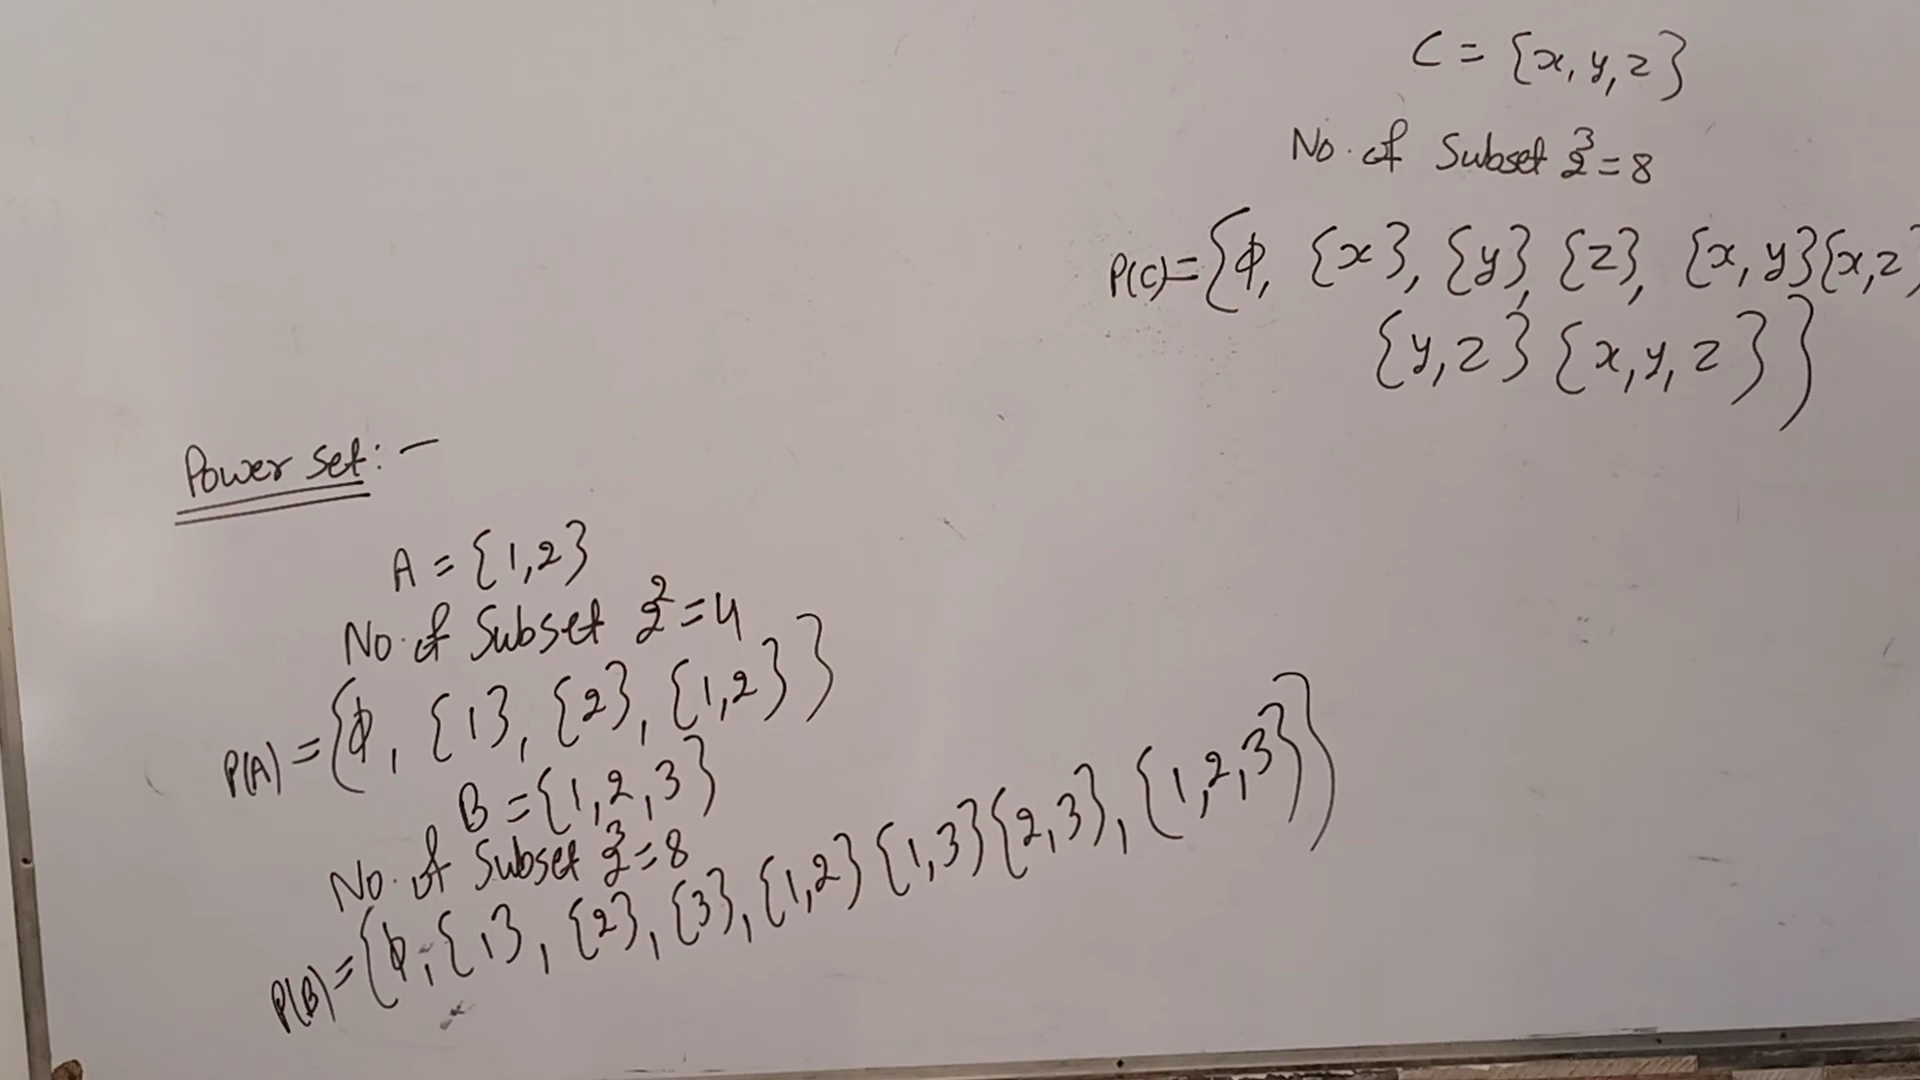 C = {x, y, z}
No. of Subset 2³ = 8
P(C) = {ϕ, {x}, {y}, {z}, {x, y}{x, z}
{y, z} {x, y, z}}
Power set:-
A = {1,2}
No. of Subset 2² = 4
P(A) = {ϕ, {1}, {2}, {1,2}}
B = {1,2,3}
No. of Subset 2³ = 8
P(B) = {ϕ, {1}, {2}, {3}, {1,2} {1,3} {2,3}, {1,2,3}}